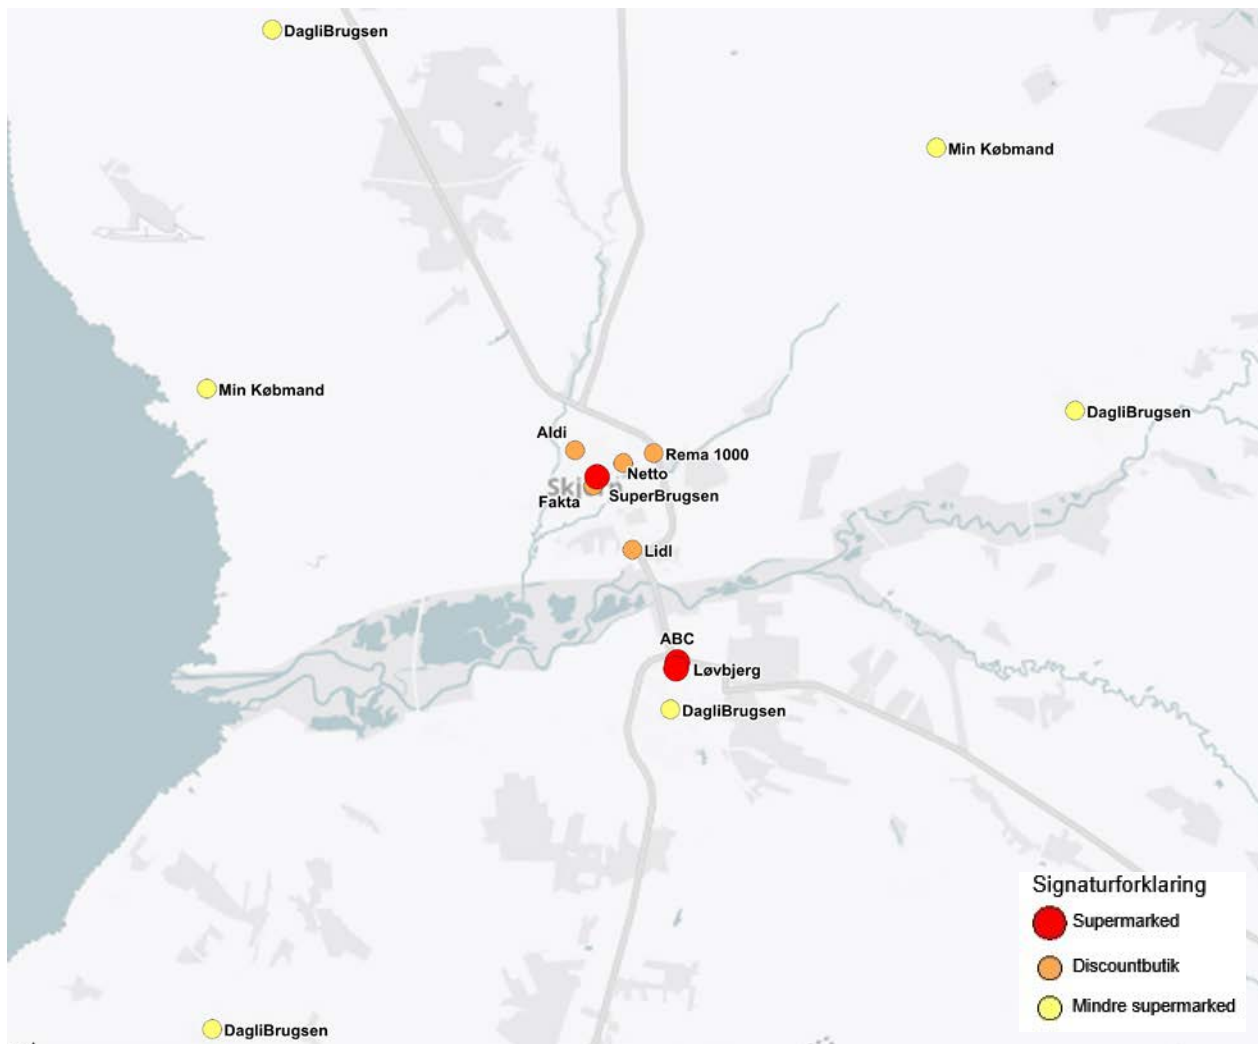 DagliBrugsen
Min Købmand
Min Købmand
DagliBrugsen
Aldi
Rema 1000
Netto
Skjern
SuperBrugsen
Fakta
Lidl
ABC
Løvbjerg
DagliBrugsen
Signaturforklaring
Supermarked
Discountbutik
Mindre supermarked
DagliBrugsen